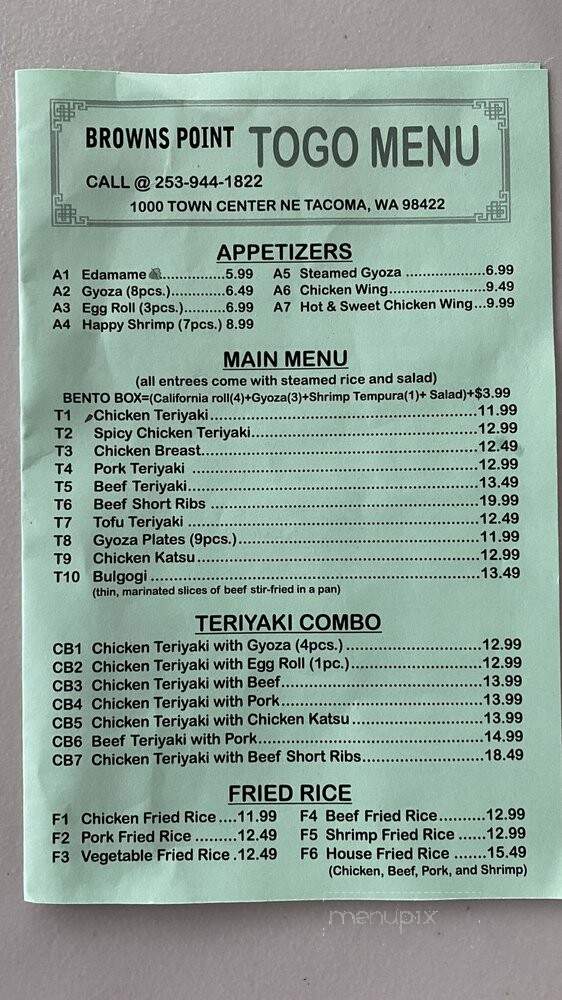 BROWNS POINT TOGO MENU
CALL @ 253-944-1822
1000 TOWN CENTER NE TACOMA, WA 98422
APPETIZERS
A1 Edamame..............5.99
A2 Gyoza (8pcs.).............6.49
A3 Egg Roll (3pcs.)..........6.99
A4 Happy Shrimp (7pcs.) 8.99
A5 Steamed Gyoza ....................6.99
A6 Chicken Wing.......................9.49
A7 Hot & Sweet Chicken Wing...9.99
MAIN MENU
(all entrees come with steamed rice and salad)
BENTO BOX=(California roll(4)+Gyoza(3)+Shrimp Tempura(1)+ Salad)+$3.99
T1 Chicken Teriyaki.................................................................11.99
T2 Spicy Chicken Teriyaki.......................................................12.99
T3 Chicken Breast...................................................................12.49
T4 Pork Teriyaki .....................................................................12.99
T5 Beef Teriyaki......................................................................13.49
T6 Beef Short Ribs .................................................................19.99
T7 Tofu Teriyaki ......................................................................12.49
T8 Gyoza Plates (9pcs.)...........................................................11.99
T9 Chicken Katsu....................................................................12.99
T10 Bulgogi..............................................................................13.49
(thin, marinated slices of beef stir-fried in a pan)
TERIYAKI COMBO
CB1 Chicken Teriyaki with Gyoza (4pcs.)................................12.99
CB2 Chicken Teriyaki with Egg Roll (1pc.)...............................12.99
CB3 Chicken Teriyaki with Beef................................................13.99
CB4 Chicken Teriyaki with Pork................................................13.99
CB5 Chicken Teriyaki with Chicken Katsu...............................13.99
CB6 Beef Teriyaki with Pork......................................................14.99
CB7 Chicken Teriyaki with Beef Short Ribs.............................18.49
FRIED RICE
F1 Chicken Fried Rice....11.99
F2 Pork Fried Rice .........12.49
F3 Vegetable Fried Rice .12.49
F4 Beef Fried Rice..........12.99
F5 Shrimp Fried Rice ......12.99
F6 House Fried Rice .......15.49
(Chicken, Beef, Pork, and Shrimp)
menupix